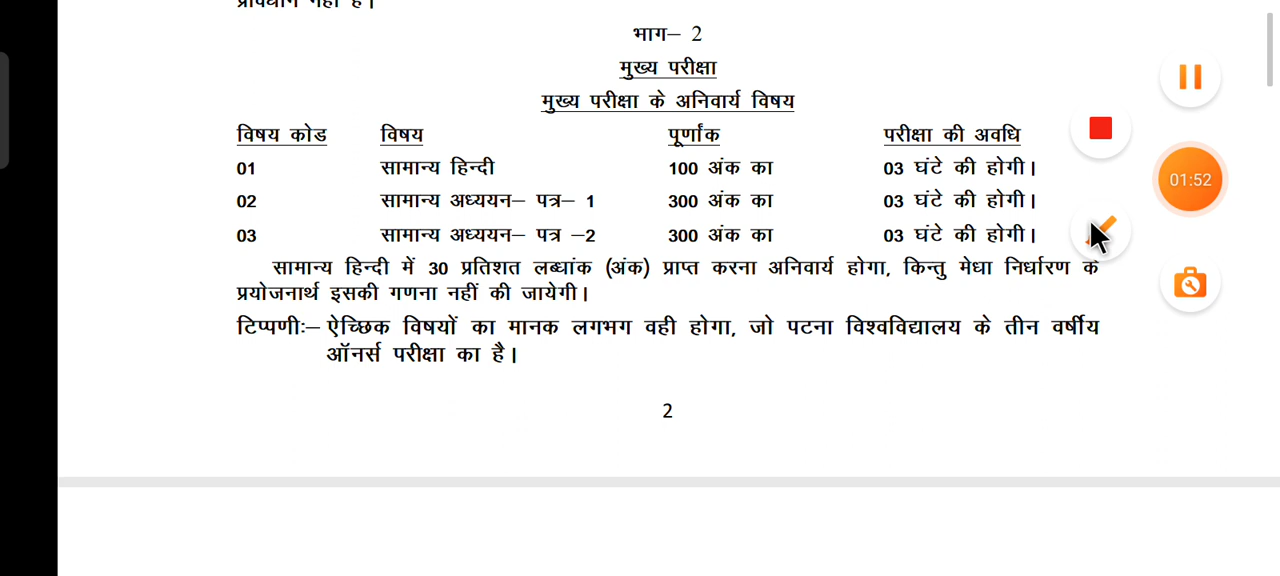 प्रावधान नहीं है।
भाग– 2
मुख्य परीक्षा
मुख्य परीक्षा के अनिवार्य विषय
विषय कोड विषय पूर्णांक परीक्षा की अवधि
01 सामान्य हिन्दी 100 अंक का 03 घंटे की होगी।
02 सामान्य अध्ययन– पत्र– 1 300 अंक का 03 घंटे की होगी।
03 सामान्य अध्ययन– पत्र –2 300 अंक का 03 घंटे की होगी।
सामान्य हिन्दी में 30 प्रतिशत लब्धांक (अंक) प्राप्त करना अनिवार्य होगा, किन्तु मेधा निर्धारण के
प्रयोजनार्थ इसकी गणना नहीं की जायेगी।
टिप्पणीः– ऐच्छिक विषयों का मानक लगभग वही होगा, जो पटना विश्वविद्यालय के तीन वर्षीय
ऑनर्स परीक्षा का है।
2
01:52